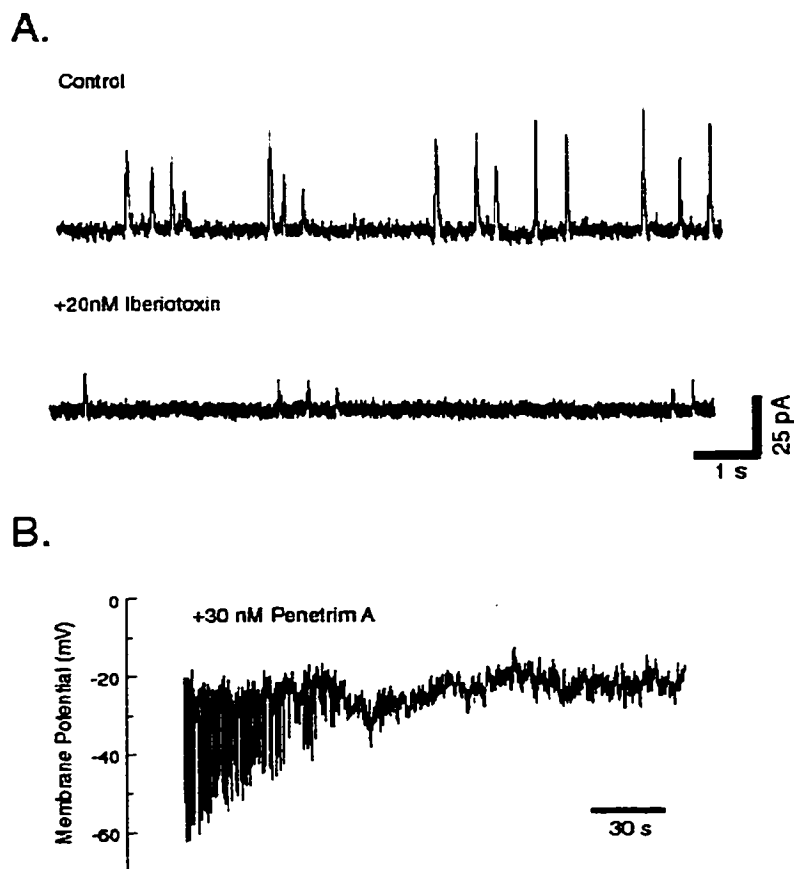 A.
Control
+20nM Iberiotoxin
25 pA
1 s
B.
+30 nM Penetrim A
Membrane Potential (mV)
0
-20
-40
-60
30 s